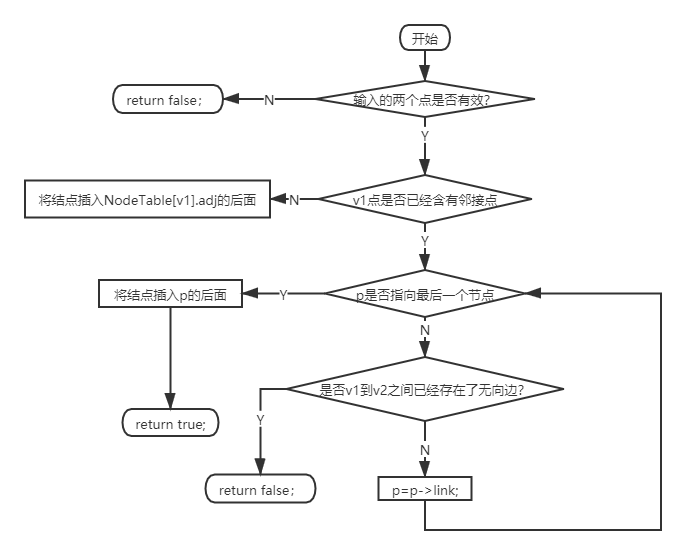 开始
输入的两个点是否有效?
N
return false;
Y
v1点是否已经含有邻接点
N
将结点插入NodeTable[v1].adj的后面
Y
p是否指向最后一个节点
Y
将结点插入p的后面
N
是否v1到v2之间已经存在了无向边?
return true;
Y
N
return false;
p=p->link;